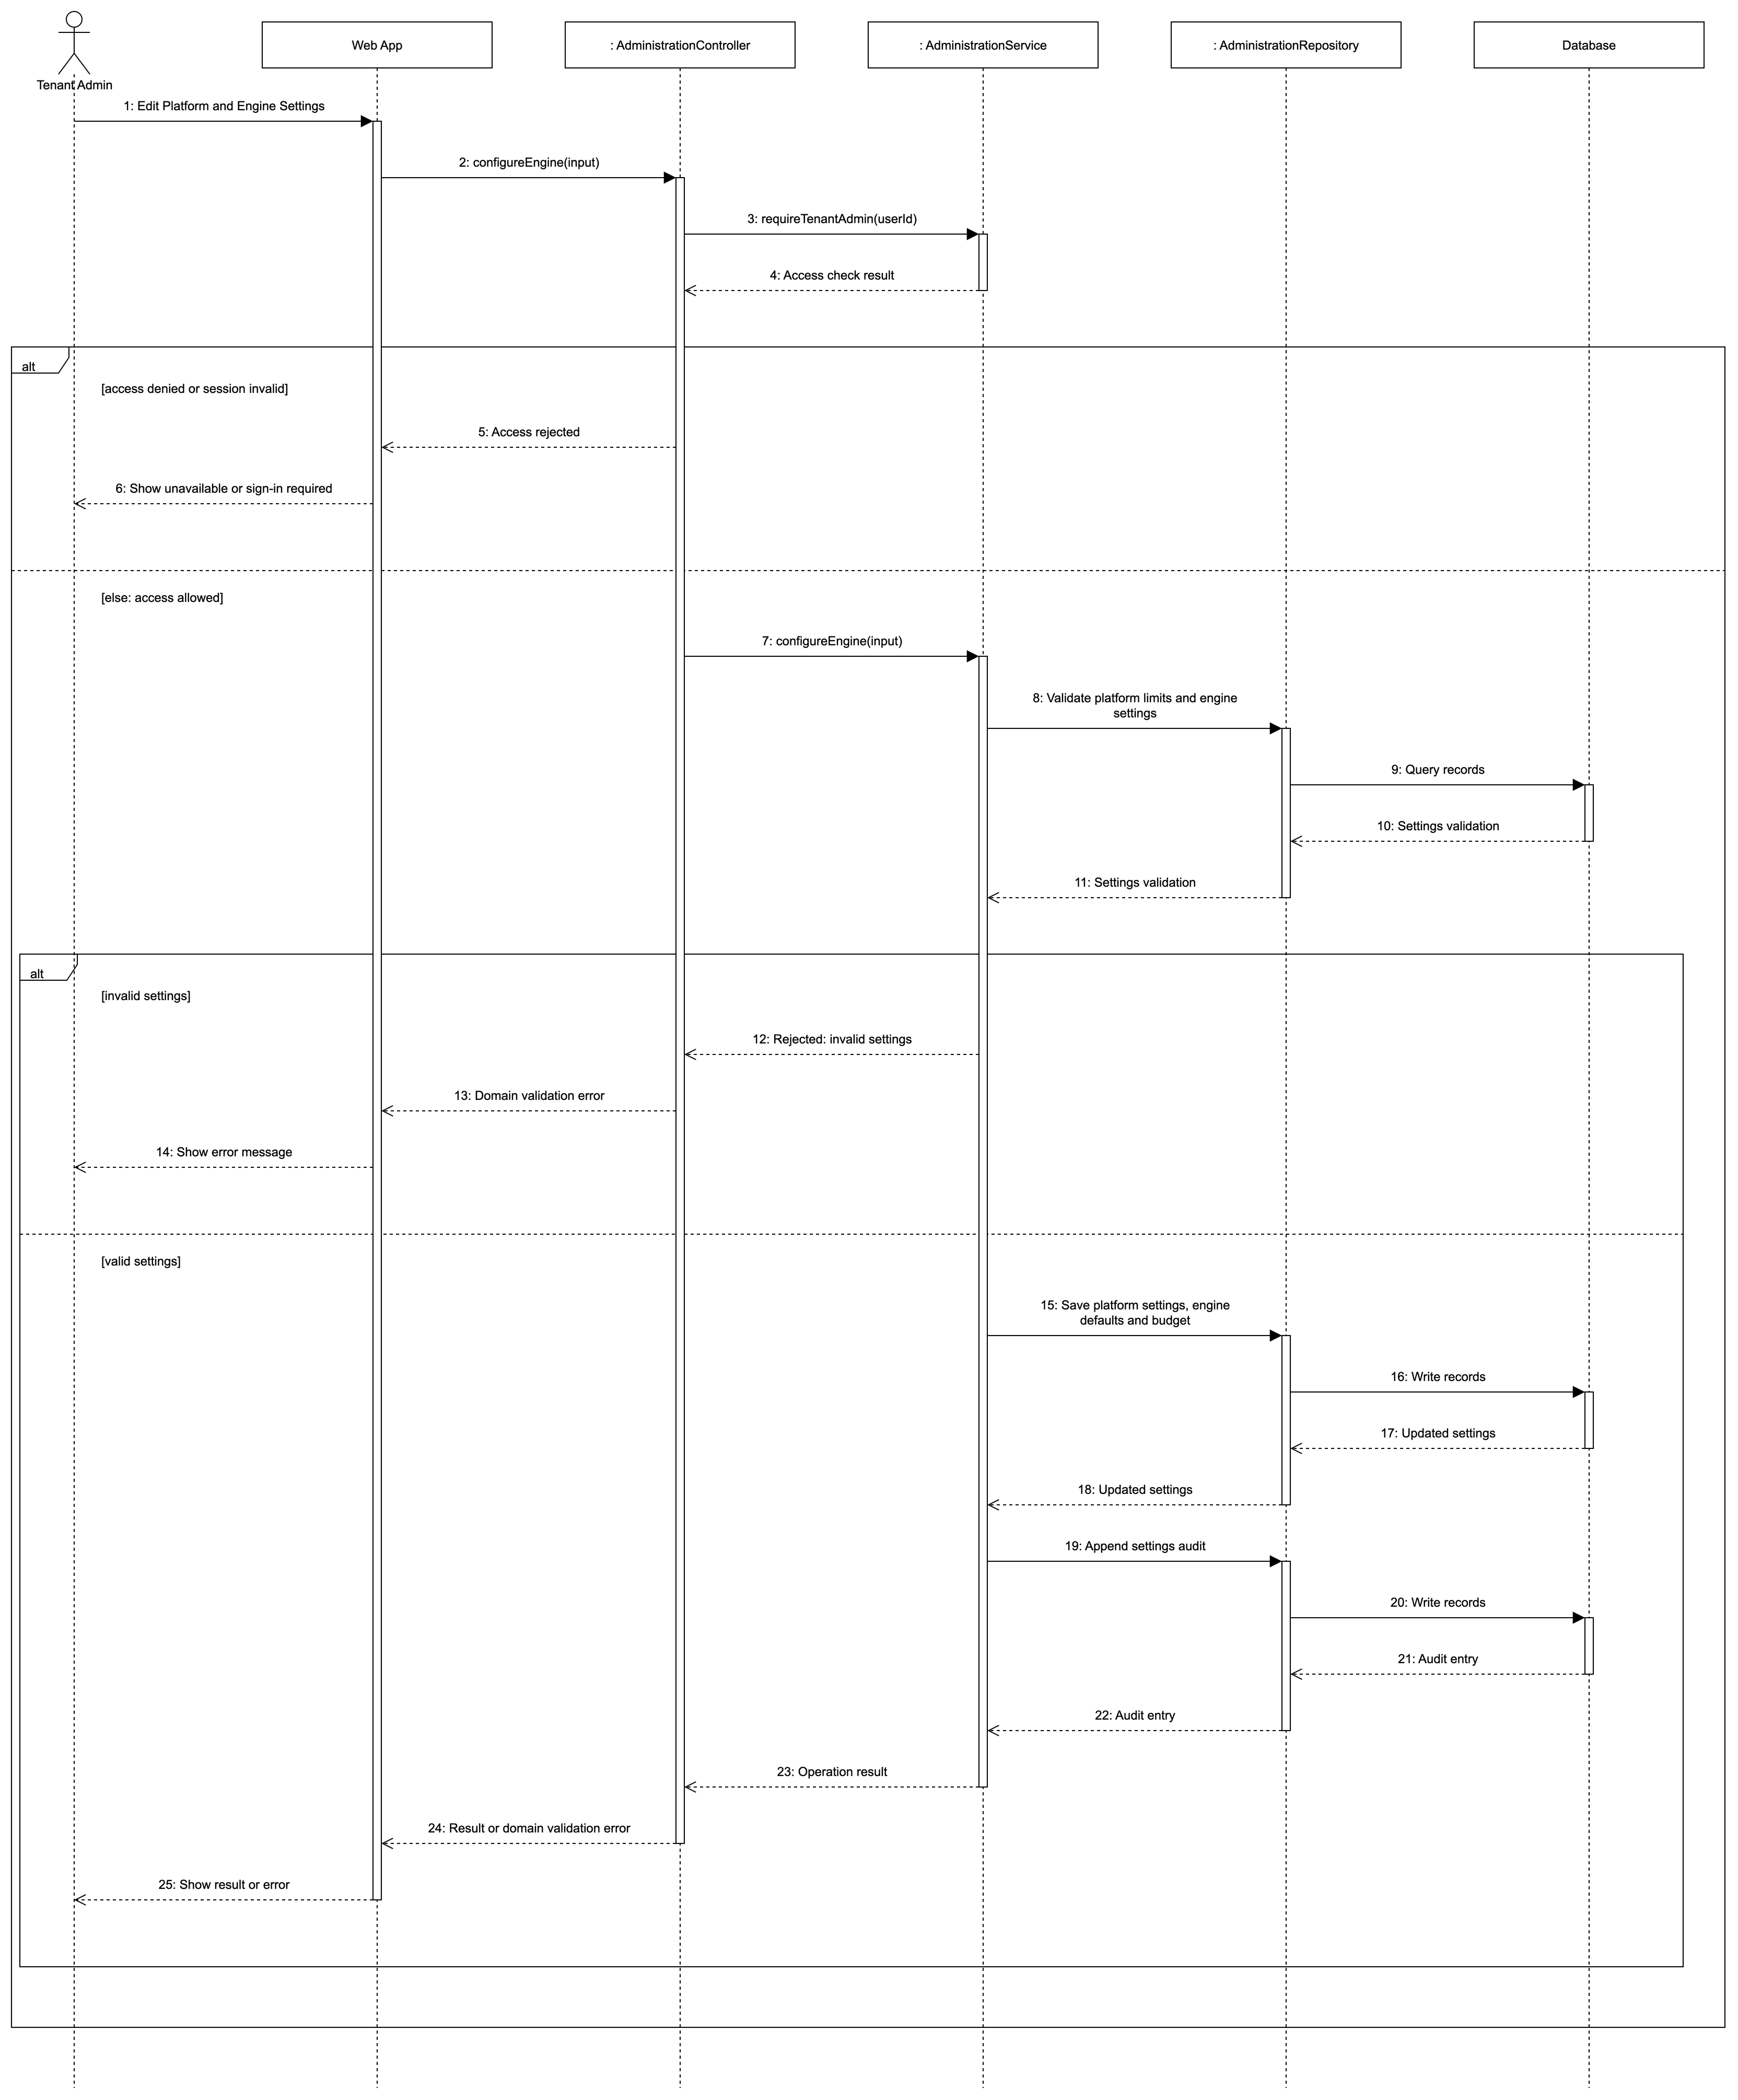 Tenant Admin
Web App
: AdministrationController
: AdministrationService
: AdministrationRepository
Database
1: Edit Platform and Engine Settings
2: configureEngine(input)
3: requireTenantAdmin(userId)
4: Access check result
alt
[access denied or session invalid]
5: Access rejected
6: Show unavailable or sign-in required
[else: access allowed]
7: configureEngine(input)
8: Validate platform limits and engine
settings
9: Query records
10: Settings validation
11: Settings validation
alt
[invalid settings]
12: Rejected: invalid settings
13: Domain validation error
14: Show error message
[valid settings]
15: Save platform settings, engine
defaults and budget
16: Write records
17: Updated settings
18: Updated settings
19: Append settings audit
20: Write records
21: Audit entry
22: Audit entry
23: Operation result
24: Result or domain validation error
25: Show result or error